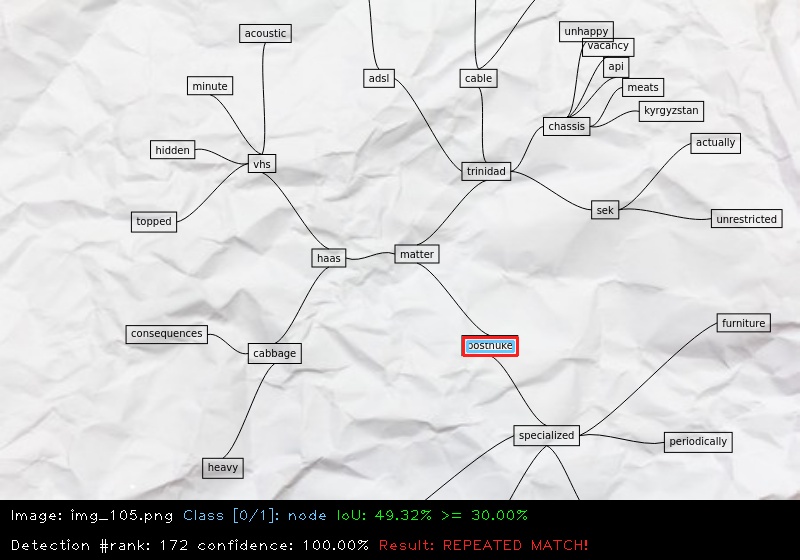 acoustic
unhappy
vacancy
adsl
cable
api
minute
meats
kyrgyzstan
chassis
actually
hidden
vhs
trinidad
sek
topped
unrestricted
haas
matter
consequences
furniture
postnuke
cabbage
specialized
periodically
heavy
Image: img_105.png Class [0/1]: node IoU: 49.32% >= 30.00%
Detection #rank: 172 confidence: 100.00% Result: REPEATED MATCH!